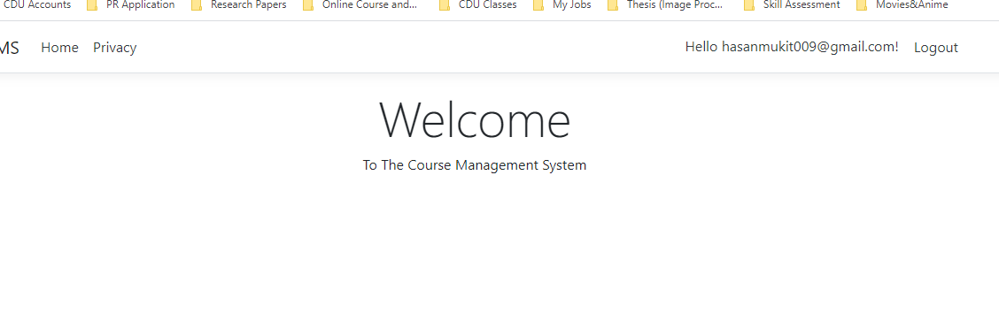 CDU Accounts PR Application Research Papers Online Course and... CDU Classes My Jobs Thesis (Image Proc... Skill Assessment Movies&Anime
MS Home Privacy Hello hasanmukit009@gmail.com! Logout
Welcome
To The Course Management System